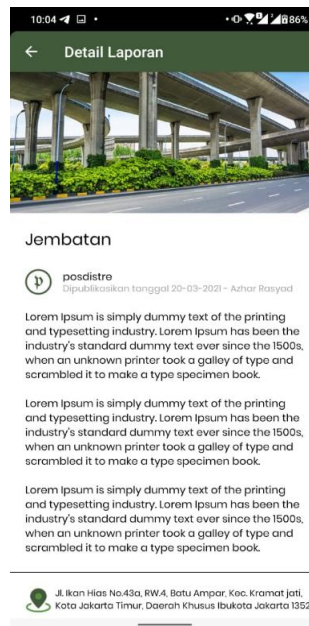 10:04
86%
Detail Laporan
Jembatan
posdistre
Dipublikasikan tanggal 20-03-2021 - Azhar Rasyad
Lorem Ipsum is simply dummy text of the printing
and typesetting industry. Lorem Ipsum has been the
industry's standard dummy text ever since the 1500s,
when an unknown printer took a galley of type and
scrambled it to make a type specimen book.
Lorem Ipsum is simply dummy text of the printing
and typesetting industry. Lorem Ipsum has been the
industry's standard dummy text ever since the 1500s,
when an unknown printer took a galley of type and
scrambled it to make a type specimen book.
Lorem Ipsum is simply dummy text of the printing
and typesetting industry. Lorem Ipsum has been the
industry's standard dummy text ever since the 1500s,
when an unknown printer took a galley of type and
scrambled it to make a type specimen book.
Jl. Ikan Hias No.43a, RW.4, Batu Ampar, Kec. Kramat jati,
Kota Jakarta Timur, Daerah Khusus Ibukota Jakarta 1352